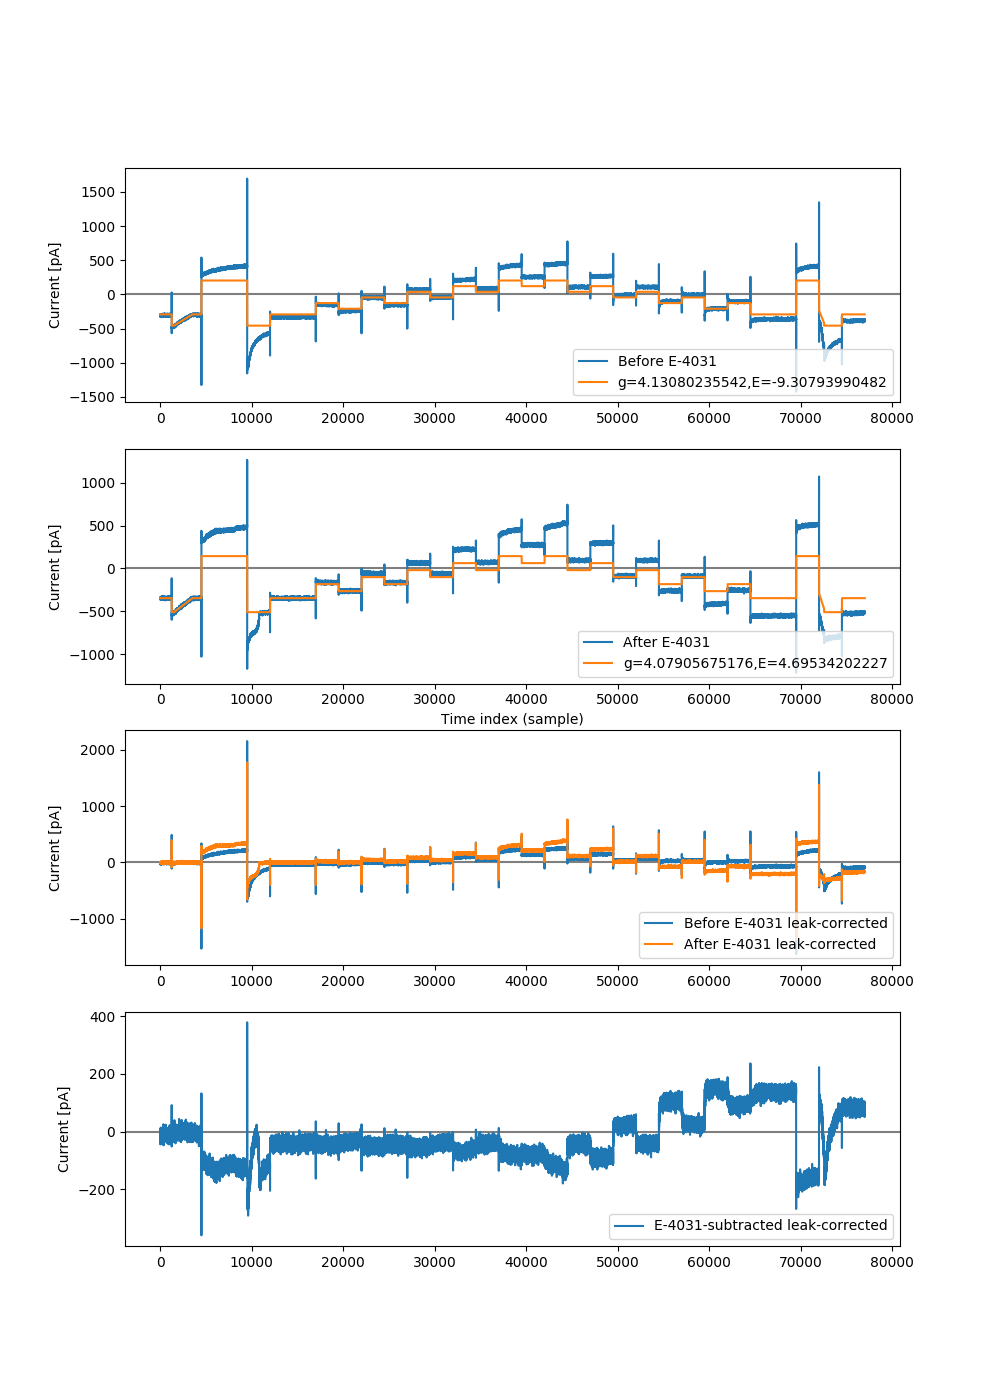 1500
1000
500
0
−500
−1000
−1500
Current [pA]
Before E-4031
g=4.13080235542,E=-9.30793990482
0 10000 20000 30000 40000 50000 60000 70000 80000
1000
500
0
−500
−1000
Current [pA]
After E-4031
g=4.07905675176,E=4.69534202227
0 10000 20000 30000 40000 50000 60000 70000 80000
Time index (sample)
2000
1000
0
−1000
Current [pA]
Before E-4031 leak-corrected
After E-4031 leak-corrected
0 10000 20000 30000 40000 50000 60000 70000 80000
400
200
0
−200
Current [pA]
E-4031-subtracted leak-corrected
0 10000 20000 30000 40000 50000 60000 70000 80000